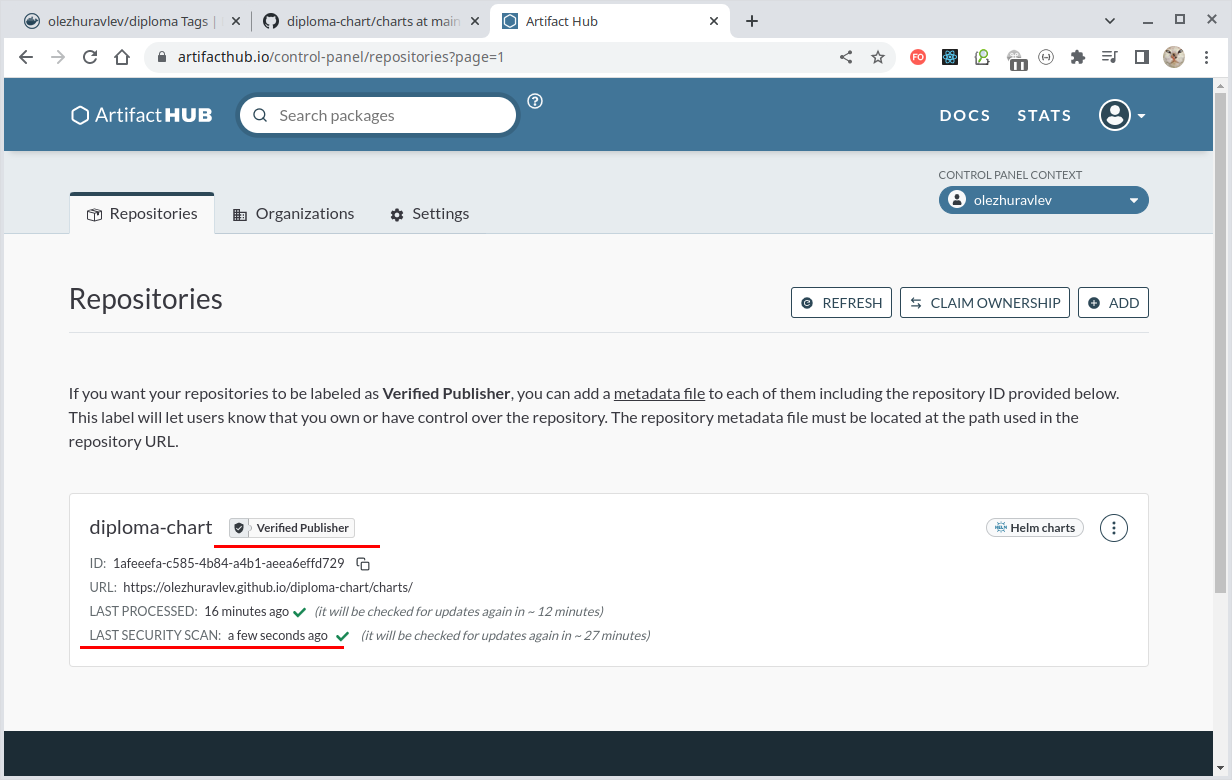 olezhuravlev/diploma Tags |
diploma-chart/charts at main
Artifact Hub
artifacthub.io/control-panel/repositories?page=1
FO
Artifact HUB
Search packages
DOCS
STATS
CONTROL PANEL CONTEXT
olezhuravlev
Repositories
Organizations
Settings
Repositories
REFRESH
CLAIM OWNERSHIP
ADD
If you want your repositories to be labeled as Verified Publisher, you can add a metadata file to each of them including the repository ID provided below.
This label will let users know that you own or have control over the repository. The repository metadata file must be located at the path used in the
repository URL.
diploma-chart
Verified Publisher
HELM
Helm charts
ID: 1afeeefa-c585-4b84-a4b1-aeea6effd729
URL: https://olezhuravlev.github.io/diploma-chart/charts/
LAST PROCESSED: 16 minutes ago (it will be checked for updates again in ~ 12 minutes)
LAST SECURITY SCAN: a few seconds ago (it will be checked for updates again in ~ 27 minutes)